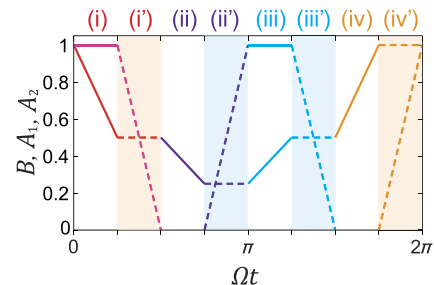 (i) (i') (ii) (ii') (iii) (iii') (iv) (iv')
1
0.8
0.6
0.4
0.2
0
B, A₁, A₂
0 π 2π
Ωt